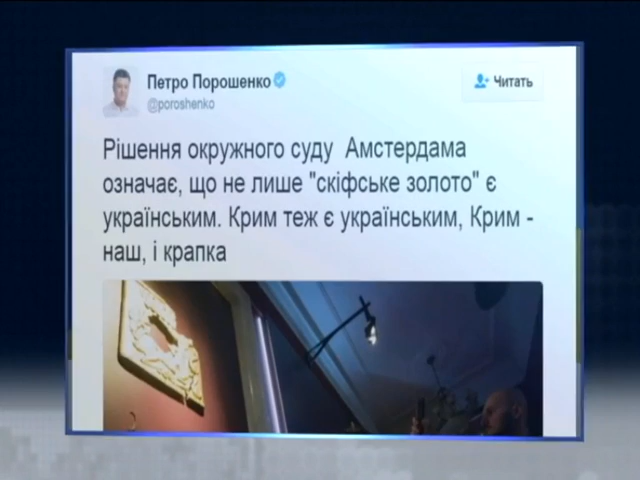 Петро Порошенко
Читать
@poroshenko
Рішення окружного суду Амстердама
означає, що не лише "скіфське золото" є
українським. Крим теж є українським, Крим -
наш, і крапка